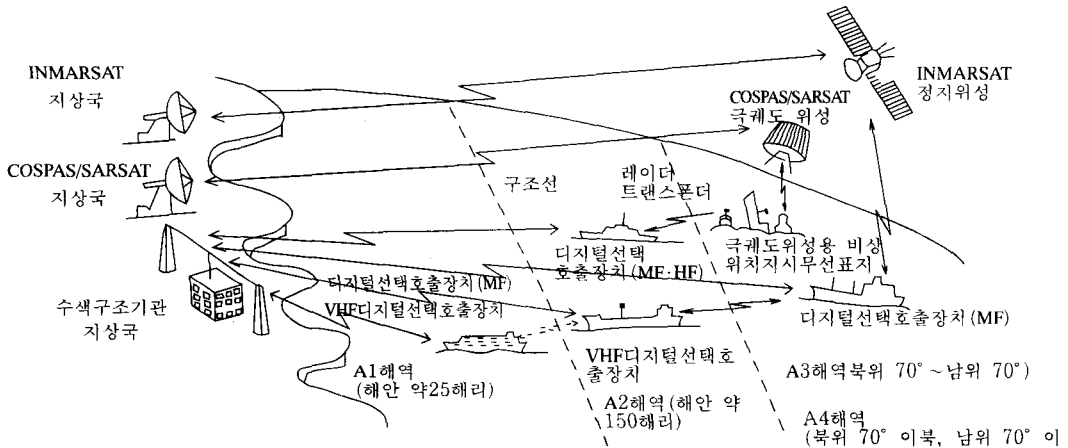 INMARSAT
지상국
INMARSAT
정지위성
COSPAS/SARSAT
극궤도 위성
COSPAS/SARSAT
지상국
구조선
레이더
트랜스폰더
극궤도위성용 비상
위치지시무선표지
디지털선택
호출장치(MF·HF)
디지털선택호출장치(MF)
VHF디지털선택호출장치
수색구조기관
지상국
디지털선택호출장치(MF)
VHF디지털선택호
출장치
A1해역
(해안 약25해리)
A2해역(해안 약
150해리)
A3해역북위 70°~남위 70°)
A4해역
(북위 70° 이북, 남위 70° 이